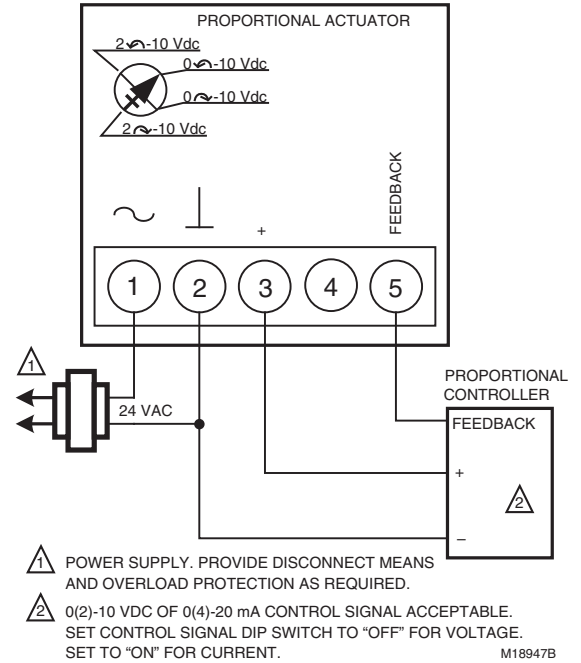 PROPORTIONAL ACTUATOR
2 -10 Vdc
0 -10 Vdc
0 -10 Vdc
2 -10 Vdc
FEEDBACK
+
1 2 3 4 5
1
24 VAC
PROPORTIONAL
CONTROLLER
FEEDBACK
+
2
–
1 POWER SUPPLY. PROVIDE DISCONNECT MEANS
AND OVERLOAD PROTECTION AS REQUIRED.
2 0(2)-10 VDC OF 0(4)-20 mA CONTROL SIGNAL ACCEPTABLE.
SET CONTROL SIGNAL DIP SWITCH TO “OFF” FOR VOLTAGE.
SET TO “ON” FOR CURRENT.
M18947B